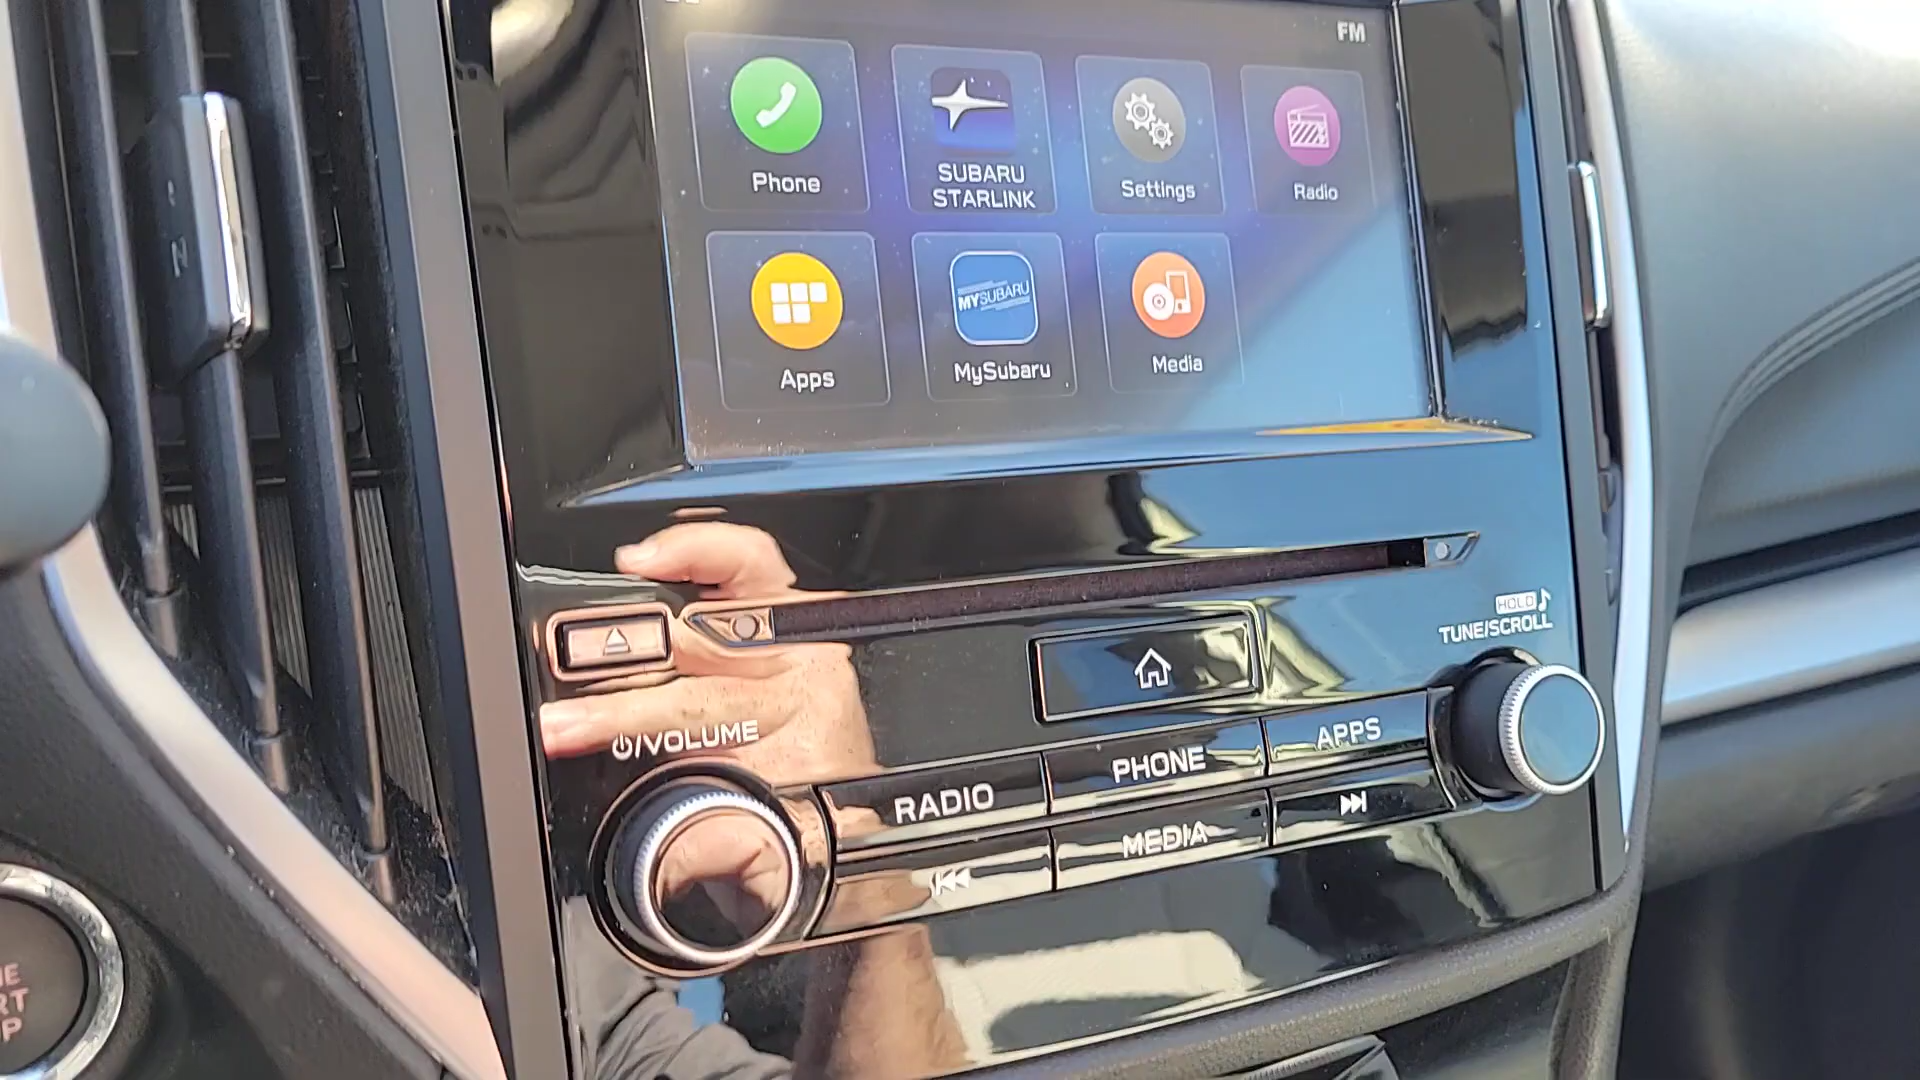 FM
Phone
SUBARU
STARLINK
Settings
Radio
Apps
MYSUBARU
MySubaru
Media
HOLD
TUNE/SCROLL
/VOLUME
RADIO
PHONE
APPS
MEDIA